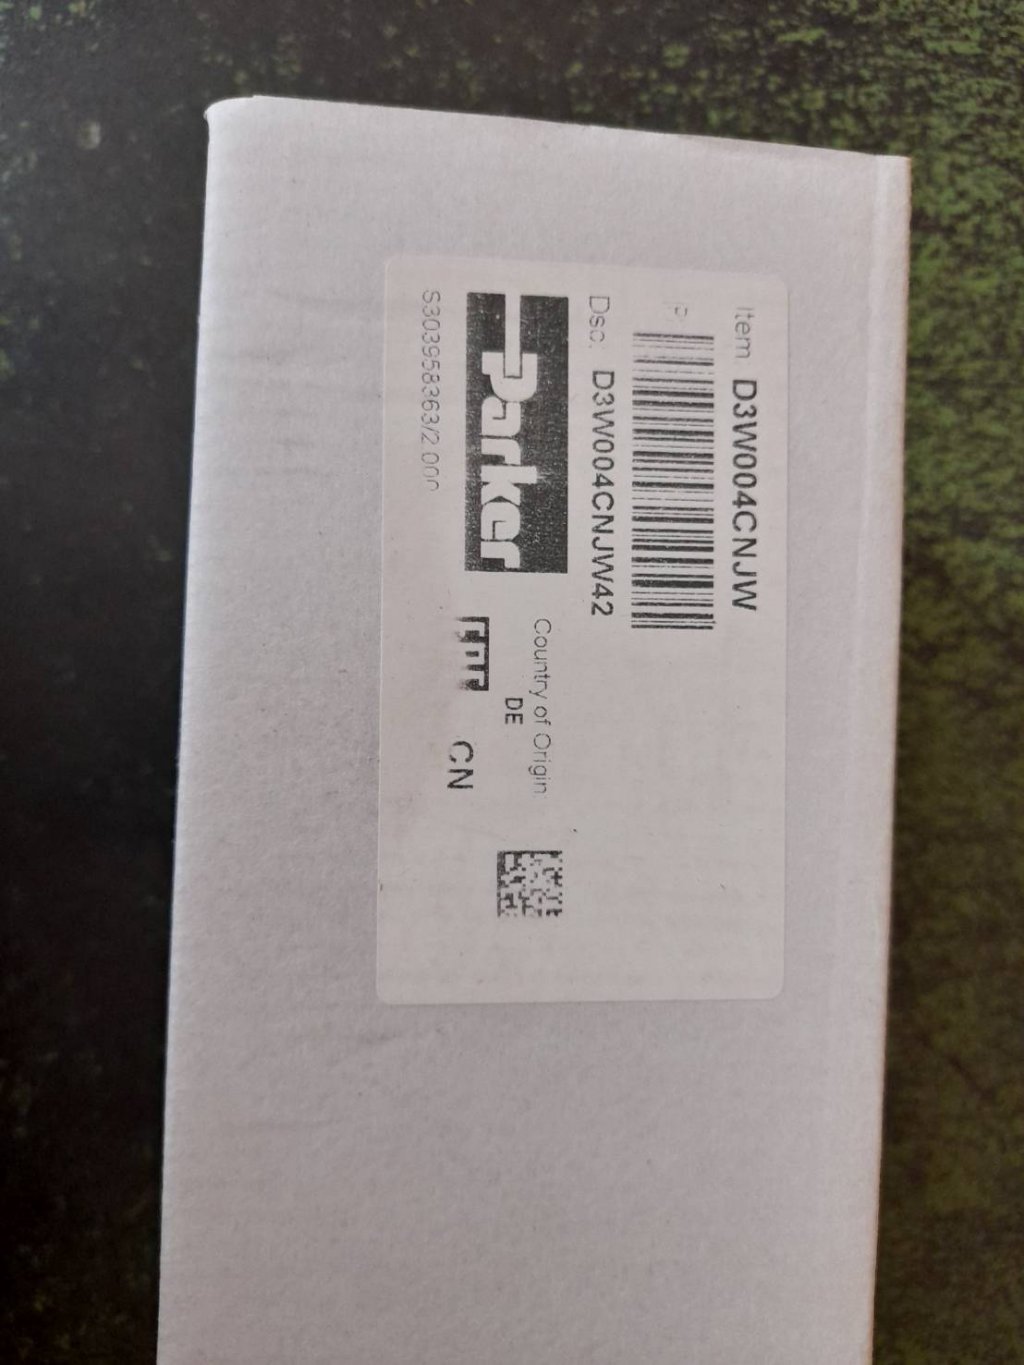 Item D3W004CNJW
P
Dsc. D3W004CNJW42
Parker
Country of Origin:
DE
CN
S303958363/2.000